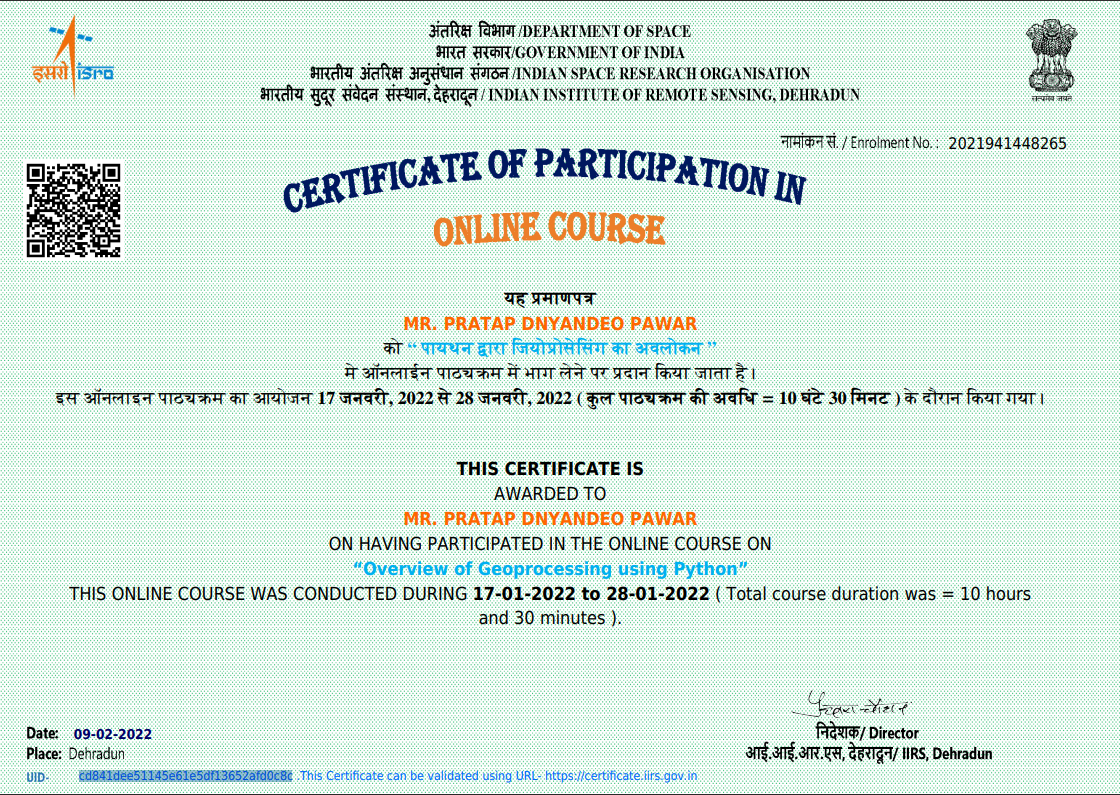 इसरो isro
अंतरिक्ष विभाग /DEPARTMENT OF SPACE
भारत सरकार/GOVERNMENT OF INDIA
भारतीय अंतरिक्ष अनुसंधान संगठन /INDIAN SPACE RESEARCH ORGANISATION
भारतीय सुदूर संवेदन संस्थान, देहरादून / INDIAN INSTITUTE OF REMOTE SENSING, DEHRADUN
सत्यमेव जयते
नामांकन सं. / Enrolment No. : 2021941448265
CERTIFICATE OF PARTICIPATION IN
ONLINE COURSE
यह प्रमाणपत्र
MR. PRATAP DNYANDEO PAWAR
को “ पायथन द्वारा जियोप्रोसेसिंग का अवलोकन ”
मे ऑनलाईन पाठ्यक्रम में भाग लेने पर प्रदान किया जाता है।
इस ऑनलाइन पाठ्यक्रम का आयोजन 17 जनवरी, 2022 से 28 जनवरी, 2022 ( कुल पाठ्यक्रम की अवधि = 10 घंटे 30 मिनट ) के दौरान किया गया।
THIS CERTIFICATE IS
AWARDED TO
MR. PRATAP DNYANDEO PAWAR
ON HAVING PARTICIPATED IN THE ONLINE COURSE ON
“Overview of Geoprocessing using Python”
THIS ONLINE COURSE WAS CONDUCTED DURING 17-01-2022 to 28-01-2022 ( Total course duration was = 10 hours
and 30 minutes ).
निदेशक/ Director
आई.आई.आर.एस, देहरादून/ IIRS, Dehradun
Date: 09-02-2022
Place: Dehradun
UID- cd841dee51145e61e5df13652afd0c8c .This Certificate can be validated using URL- https://certificate.iirs.gov.in